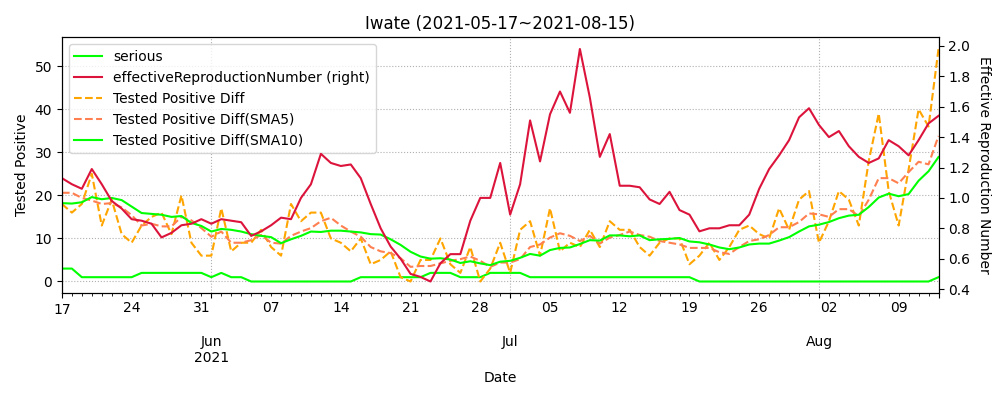 Iwate (2021-05-17~2021-08-15)
serious
effectiveReproductionNumber (right)
Tested Positive Diff
Tested Positive Diff(SMA5)
Tested Positive Diff(SMA10)
Tested Positive
50
40
30
20
10
0
2.0
1.8
1.6
1.4
1.2
1.0
0.8
0.6
0.4
Effective Reproduction Number
17 24 31 07 14 21 28 05 12 19 26 02 09
Jun Jul Aug
2021
Date